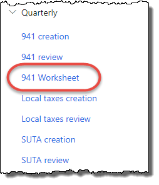 Quarterly
941 creation
941 review
941 Worksheet
Local taxes creation
Local taxes review
SUTA creation
SUTA review